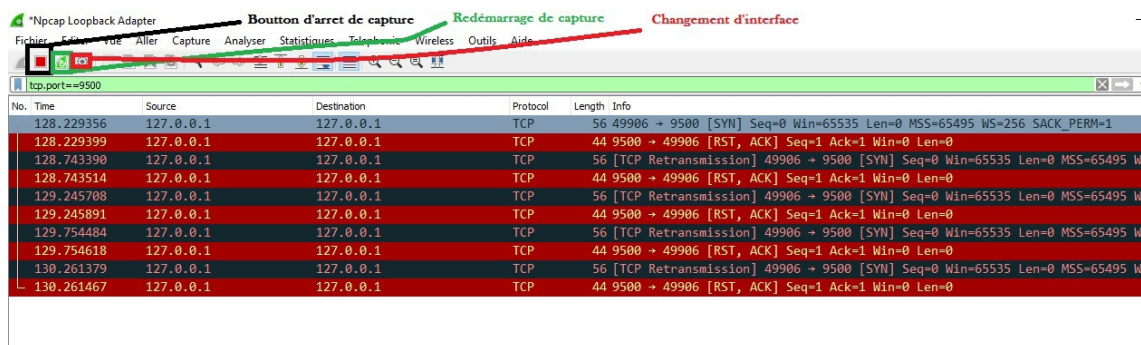 *Npcap Loopback Adapter
Boutton d'arret de capture
Redémarrage de capture
Changement d'interface
Fichier Editer Vue Aller Capture Analyser Statistiques Telephonie Wireless Outils Aide
tcp.port==9500
No. Time Source Destination Protocol Length Info
128.229356 127.0.0.1 127.0.0.1 TCP 56 49906 → 9500 [SYN] Seq=0 Win=65535 Len=0 MSS=65495 WS=256 SACK_PERM=1
128.229399 127.0.0.1 127.0.0.1 TCP 44 9500 → 49906 [RST, ACK] Seq=1 Ack=1 Win=0 Len=0
128.743390 127.0.0.1 127.0.0.1 TCP 56 [TCP Retransmission] 49906 → 9500 [SYN] Seq=0 Win=65535 Len=0 MSS=65495 W
128.743514 127.0.0.1 127.0.0.1 TCP 44 9500 → 49906 [RST, ACK] Seq=1 Ack=1 Win=0 Len=0
129.245708 127.0.0.1 127.0.0.1 TCP 56 [TCP Retransmission] 49906 → 9500 [SYN] Seq=0 Win=65535 Len=0 MSS=65495 W
129.245891 127.0.0.1 127.0.0.1 TCP 44 9500 → 49906 [RST, ACK] Seq=1 Ack=1 Win=0 Len=0
129.754484 127.0.0.1 127.0.0.1 TCP 56 [TCP Retransmission] 49906 → 9500 [SYN] Seq=0 Win=65535 Len=0 MSS=65495 W
129.754618 127.0.0.1 127.0.0.1 TCP 44 9500 → 49906 [RST, ACK] Seq=1 Ack=1 Win=0 Len=0
130.261379 127.0.0.1 127.0.0.1 TCP 56 [TCP Retransmission] 49906 → 9500 [SYN] Seq=0 Win=65535 Len=0 MSS=65495 W
130.261467 127.0.0.1 127.0.0.1 TCP 44 9500 → 49906 [RST, ACK] Seq=1 Ack=1 Win=0 Len=0